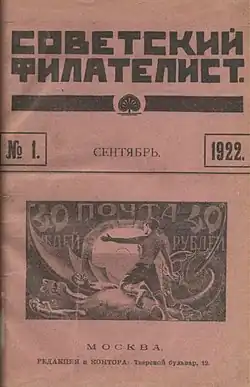 СОВЕТСКИЙ
ФИЛАТЕЛИСТ.
№ 1.
СЕНТЯБРЬ.
1922.
ПОЧТА
РУБЛЕЙ
МОСКВА.
РЕДАКЦИЯ и КОНТОРА: Тверской бульвар, 12.